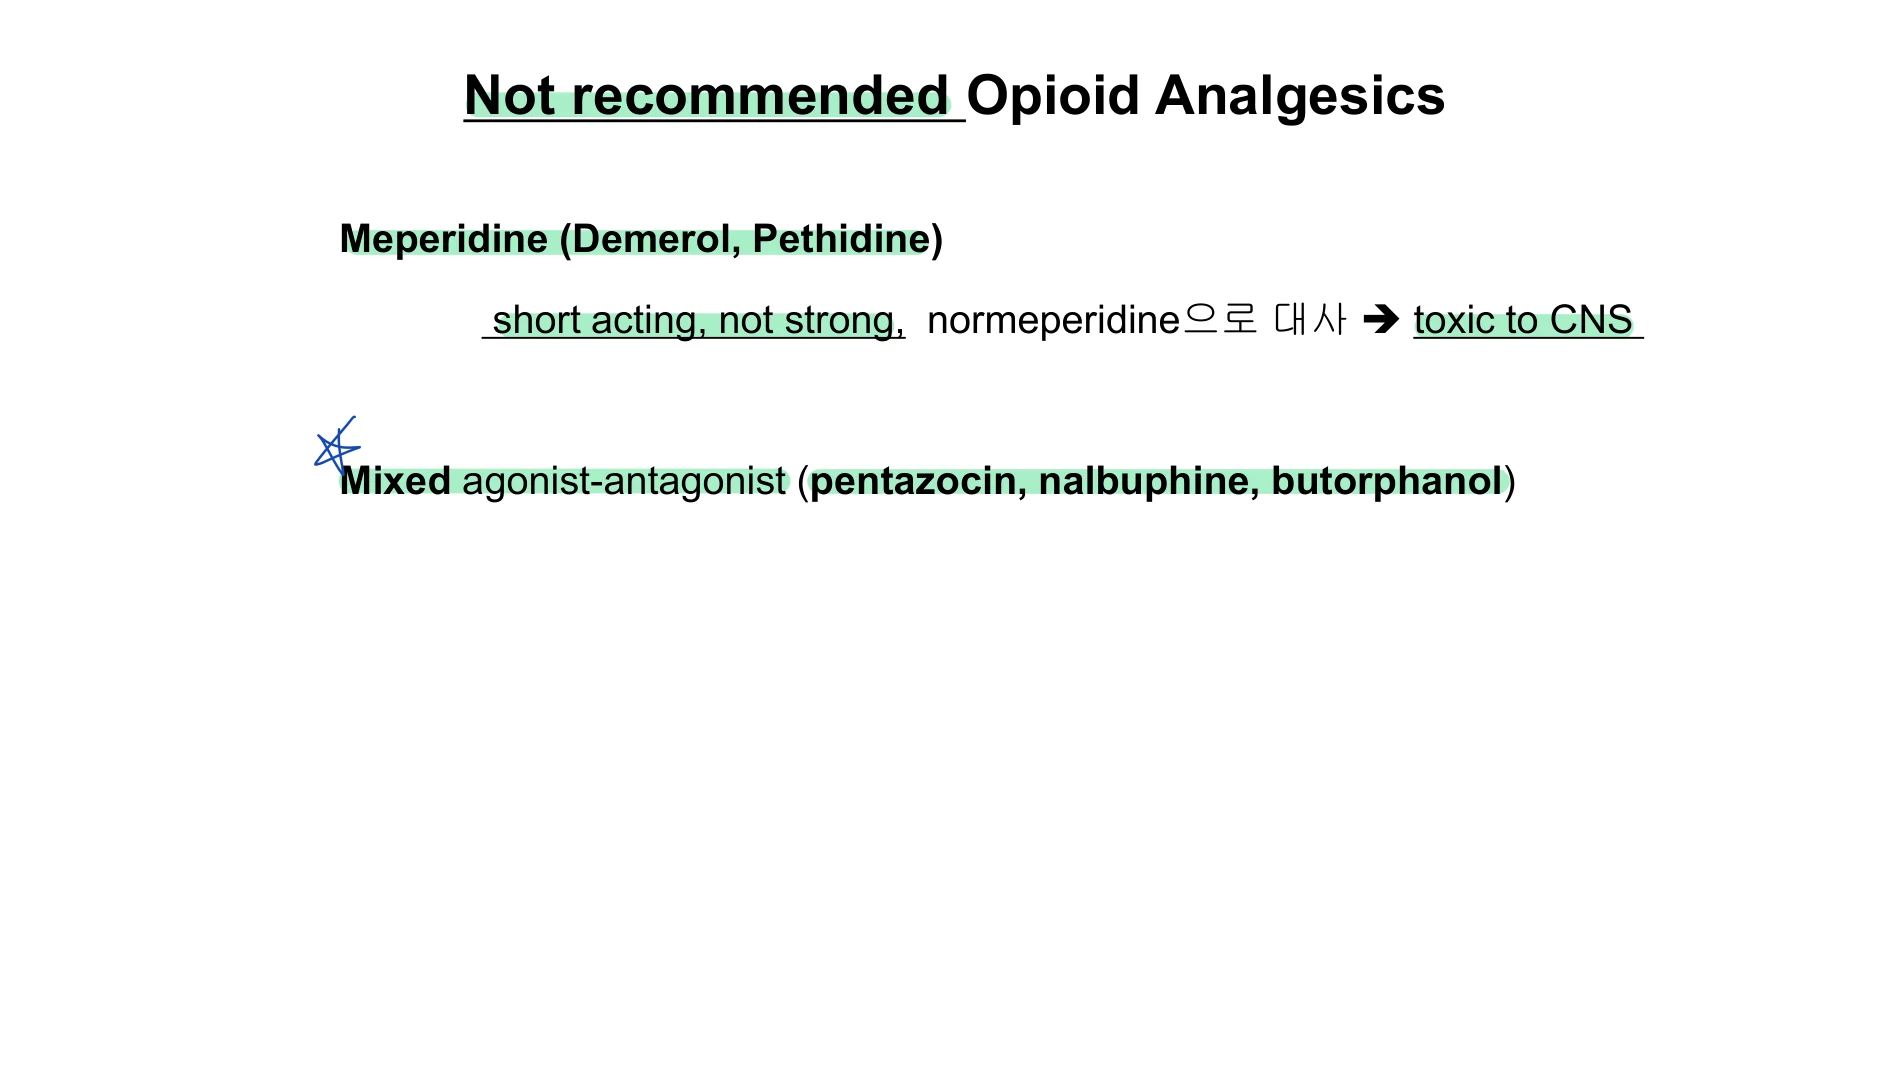 Not recommended Opioid Analgesics
Meperidine (Demerol, Pethidine)
short acting, not strong, normeperidine으로 대사 ➔ toxic to CNS
Mixed agonist-antagonist (pentazocin, nalbuphine, butorphanol)